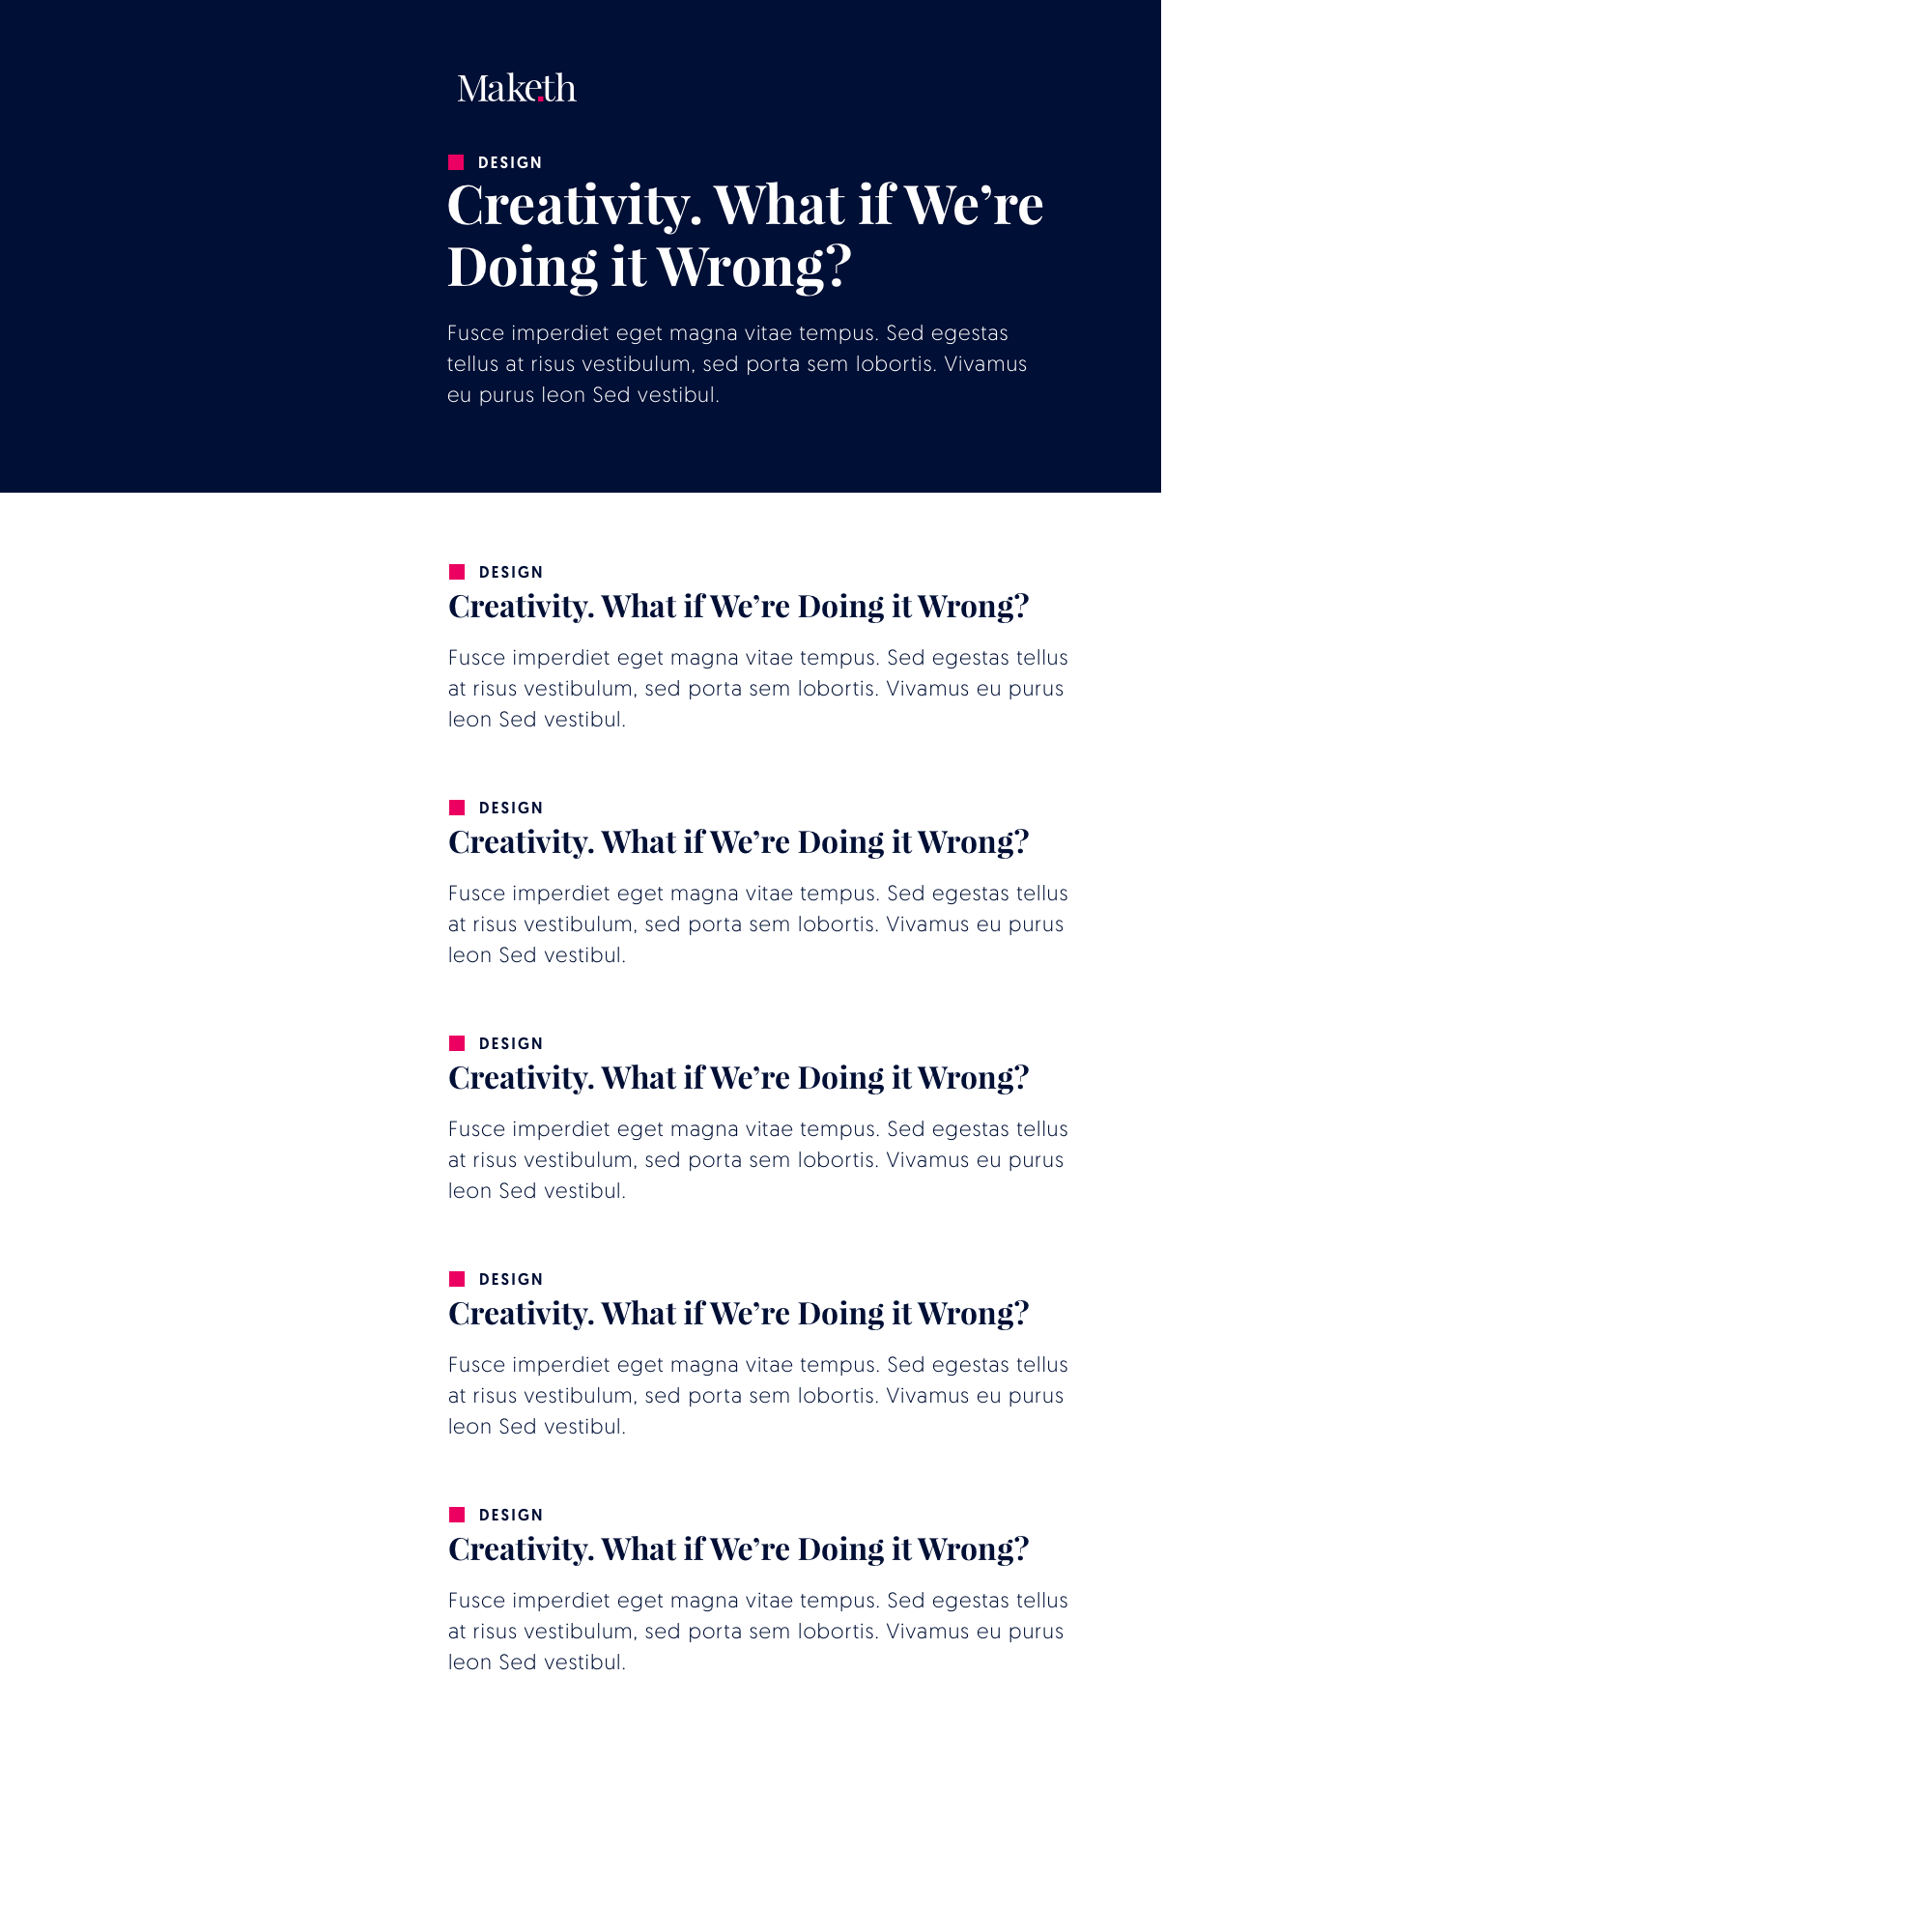 Maketh
DESIGN
Creativity. What if We’re
Doing it Wrong?
Fusce imperdiet eget magna vitae tempus. Sed egestas
tellus at risus vestibulum, sed porta sem lobortis. Vivamus
eu purus leon Sed vestibul.
DESIGN
Creativity. What if We’re Doing it Wrong?
Fusce imperdiet eget magna vitae tempus. Sed egestas tellus
at risus vestibulum, sed porta sem lobortis. Vivamus eu purus
leon Sed vestibul.
DESIGN
Creativity. What if We’re Doing it Wrong?
Fusce imperdiet eget magna vitae tempus. Sed egestas tellus
at risus vestibulum, sed porta sem lobortis. Vivamus eu purus
leon Sed vestibul.
DESIGN
Creativity. What if We’re Doing it Wrong?
Fusce imperdiet eget magna vitae tempus. Sed egestas tellus
at risus vestibulum, sed porta sem lobortis. Vivamus eu purus
leon Sed vestibul.
DESIGN
Creativity. What if We’re Doing it Wrong?
Fusce imperdiet eget magna vitae tempus. Sed egestas tellus
at risus vestibulum, sed porta sem lobortis. Vivamus eu purus
leon Sed vestibul.
DESIGN
Creativity. What if We’re Doing it Wrong?
Fusce imperdiet eget magna vitae tempus. Sed egestas tellus
at risus vestibulum, sed porta sem lobortis. Vivamus eu purus
leon Sed vestibul.